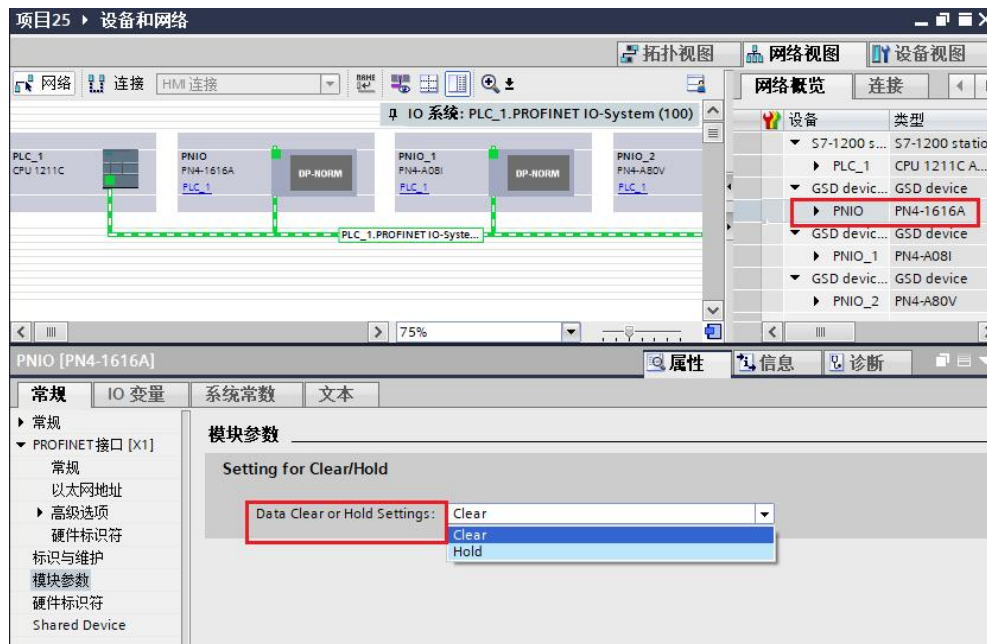 项目25 ▸ 设备和网络
拓扑视图 网络视图 设备视图
网络 连接 HMI 连接
网络概览 连接
IO 系统: PLC_1.PROFINET IO-System (100)
PLC_1
CPU 1211C
PNIO
PN4-1616A
PLC_1
DP-NORM
PNIO_1
PN4-A08I
PLC_1
DP-NORM
PNIO_2
PN4-A80V
PLC_1
PLC_1.PROFINET IO-Syste...
设备 类型
S7-1200 s... S7-1200 statio
PLC_1 CPU 1211C A...
GSD devic... GSD device
PNIO PN4-1616A
GSD devic... GSD device
PNIO_1 PN4-A08I
GSD devic... GSD device
PNIO_2 PN4-A80V
75%
PNIO [PN4-1616A]
属性 信息 诊断
常规 IO 变量 系统常数 文本
常规
PROFINET接口 [X1]
常规
以太网地址
高级选项
硬件标识符
标识与维护
模块参数
硬件标识符
Shared Device
模块参数
Setting for Clear/Hold
Data Clear or Hold Settings: Clear
Clear
Hold